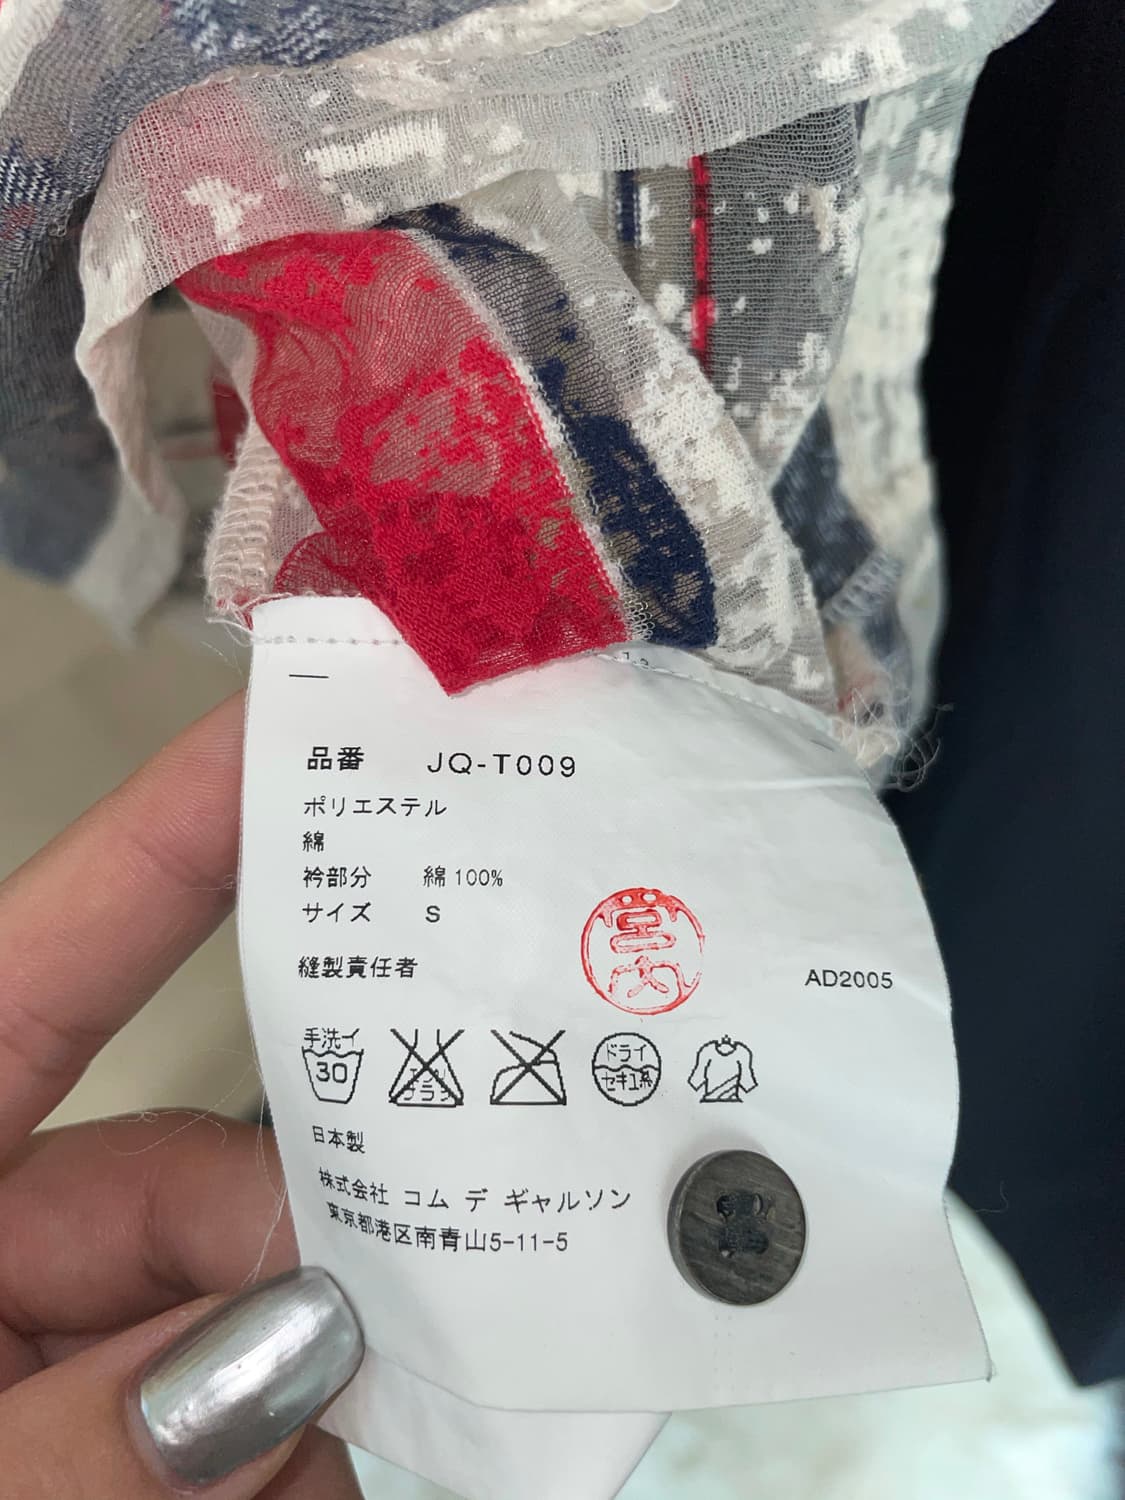 品番 JQ-T009
ポリエステル
綿
衿部分 綿 100%
サイズ S
縫製責任者
堂内
AD2005
手洗イ
30
ドライ
セキユ系
日本製
株式会社 コム デ ギャルソン
東京都港区南青山5-11-5